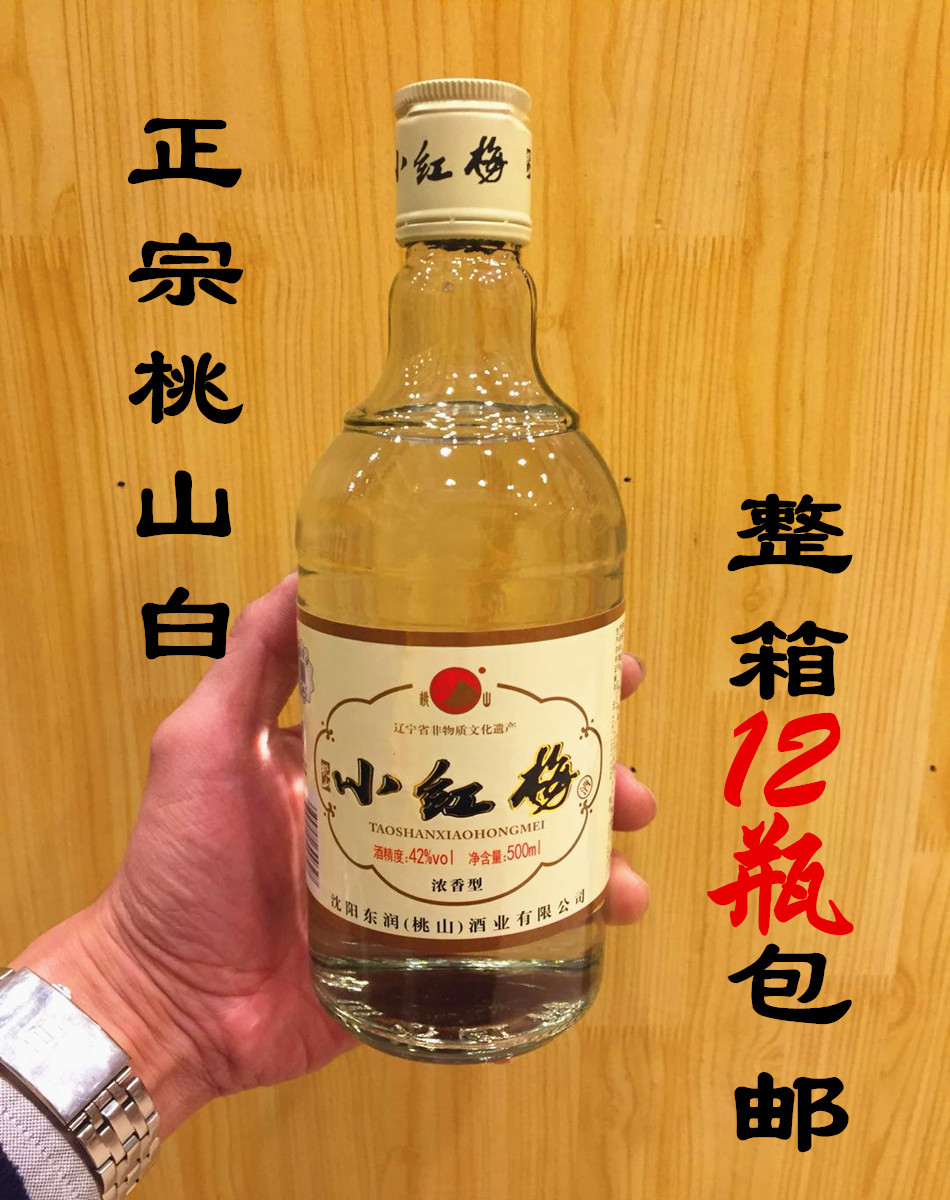 正宗桃山白
整箱12瓶包邮
小红梅
桃山
辽宁省非物质文化遗产
小红梅
TAOSHANXIAOHONGMEI
酒精度:42%vol 净含量:500ml
浓香型
沈阳东润(桃山)酒业有限公司